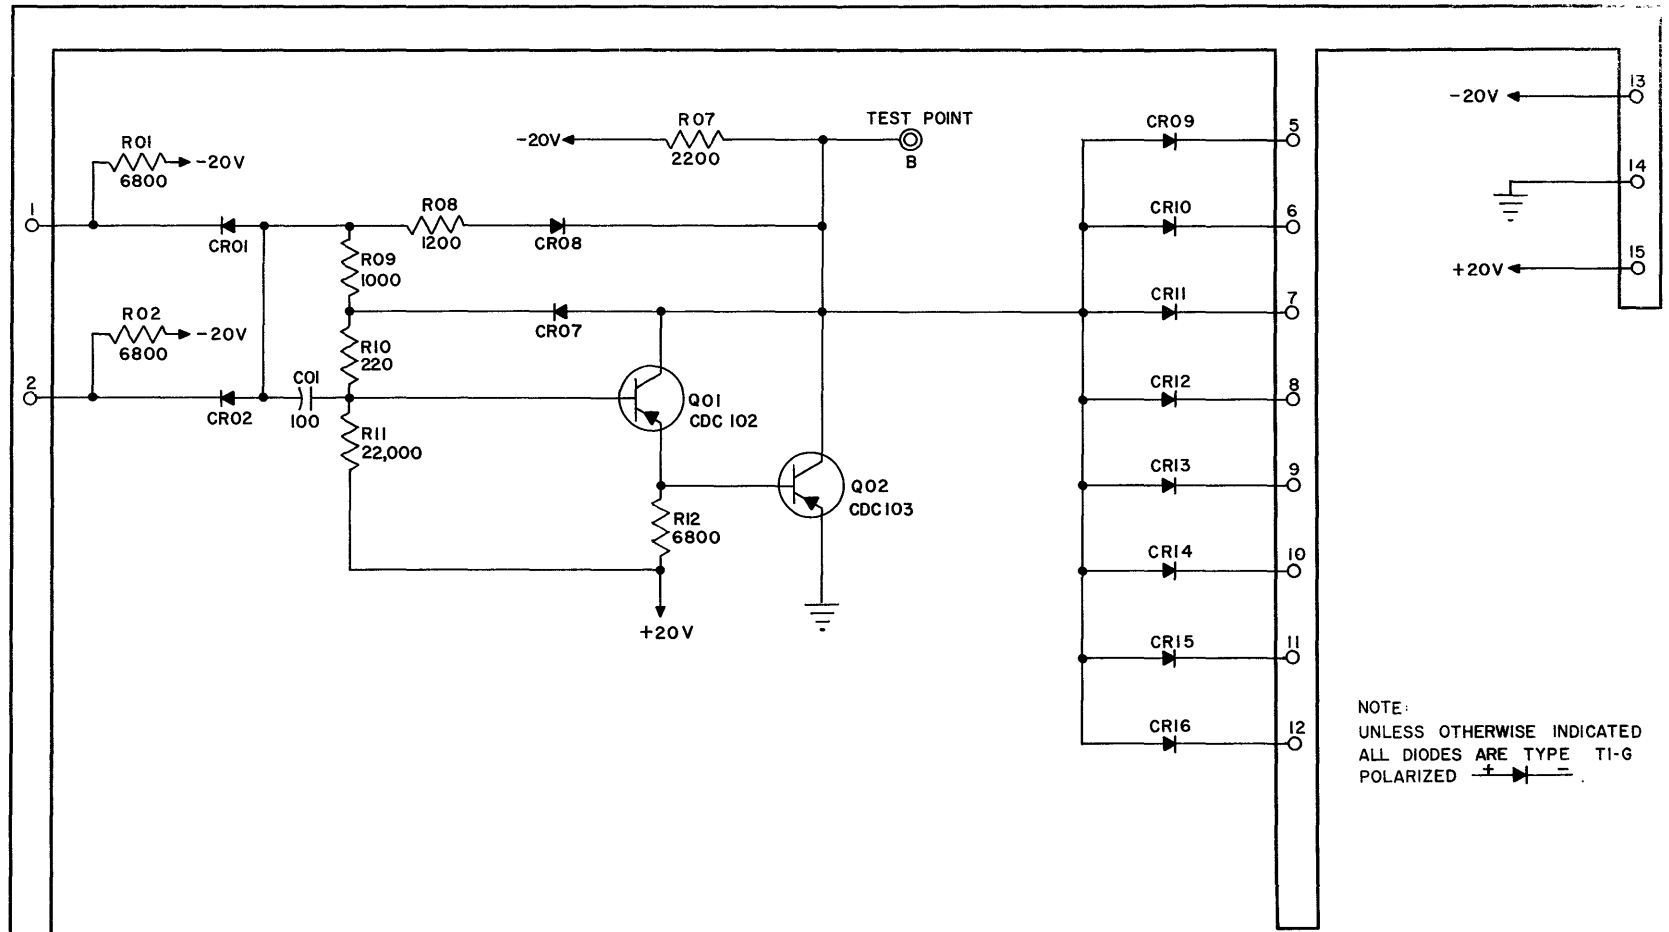 13
-20V
14
15
+20V
TEST POINT
B
R07
-20V
2200
R01
-20V
6800
1
CR01
R08
1200
CR08
R09
1000
R02
-20V
6800
CR07
R10
220
2
CR02
C01
100
R11
22,000
Q01
CDC 102
Q02
CDC103
R12
6800
+20V
CR09
5
CR10
6
CR11
7
CR12
8
CR13
9
CR14
10
CR15
11
CR16
12
NOTE:
UNLESS OTHERWISE INDICATED
ALL DIODES ARE TYPE TI-G
POLARIZED + - .